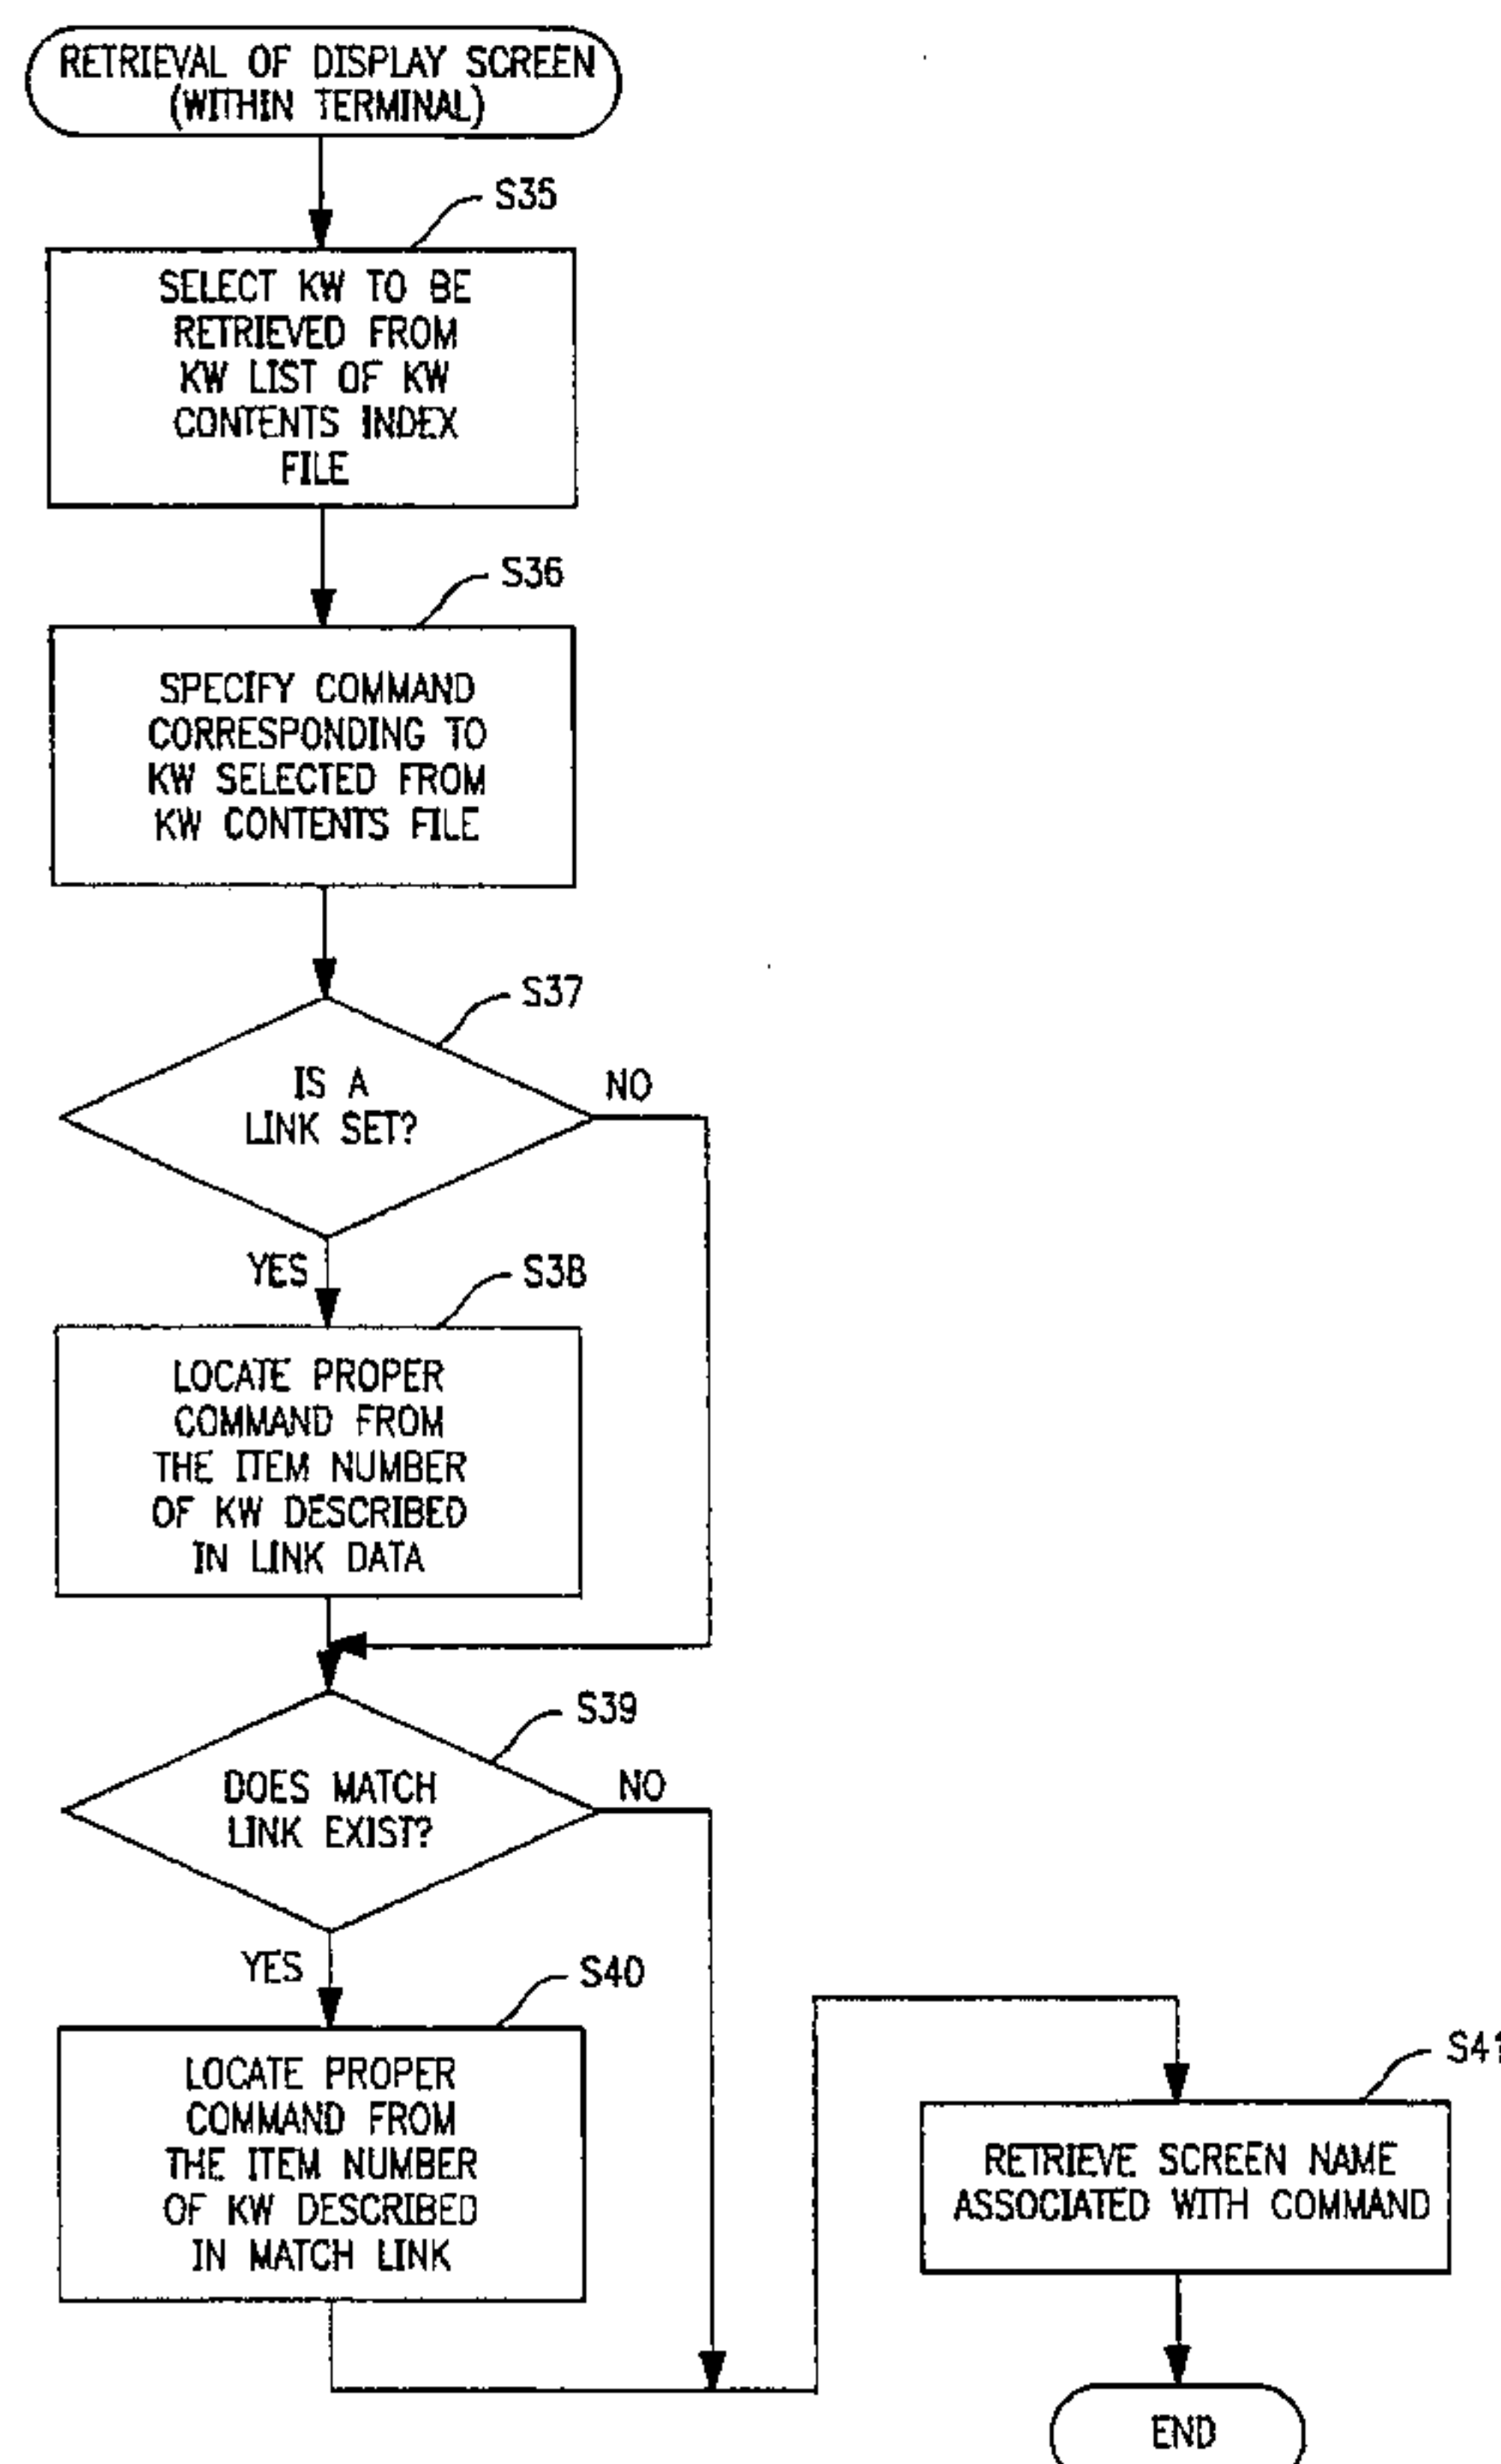 RETRIEVAL OF DISPLAY SCREEN
(WITHIN TERMINAL)
S35
SELECT KW TO BE
RETRIEVED FROM
KW LIST OF KW
CONTENTS INDEX
FILE
S36
SPECIFY COMMAND
CORRESPONDING TO
KW SELECTED FROM
KW CONTENTS FILE
S37
IS A
LINK SET?
NO
YES
S38
LOCATE PROPER
COMMAND FROM
THE ITEM NUMBER
OF KW DESCRIBED
IN LINK DATA
S39
DOES MATCH
LINK EXIST?
NO
YES
S40
LOCATE PROPER
COMMAND FROM
THE ITEM NUMBER
OF KW DESCRIBED
IN MATCH LINK
S41
RETRIEVE SCREEN NAME
ASSOCIATED WITH COMMAND
END